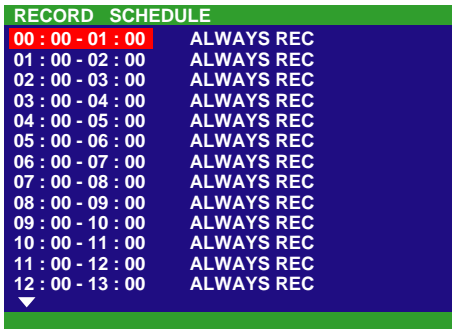 RECORD SCHEDULE
00 : 00 - 01 : 00 ALWAYS REC
01 : 00 - 02 : 00 ALWAYS REC
02 : 00 - 03 : 00 ALWAYS REC
03 : 00 - 04 : 00 ALWAYS REC
04 : 00 - 05 : 00 ALWAYS REC
05 : 00 - 06 : 00 ALWAYS REC
06 : 00 - 07 : 00 ALWAYS REC
07 : 00 - 08 : 00 ALWAYS REC
08 : 00 - 09 : 00 ALWAYS REC
09 : 00 - 10 : 00 ALWAYS REC
10 : 00 - 11 : 00 ALWAYS REC
11 : 00 - 12 : 00 ALWAYS REC
12 : 00 - 13 : 00 ALWAYS REC